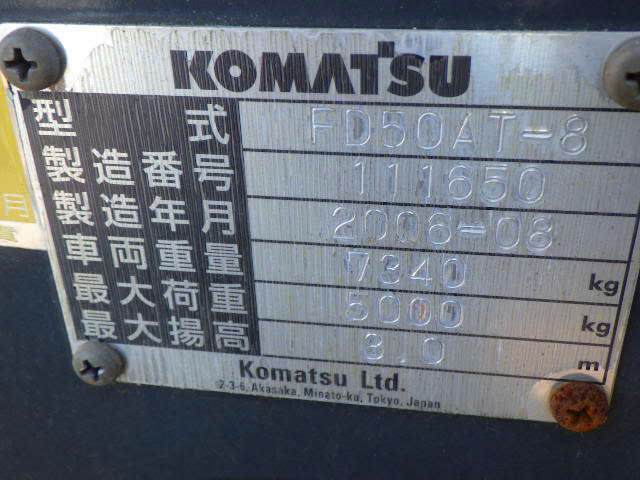 KOMATSU
型式 FD50AT-8
製造番号 111650
製造年月 2006-08
車両重量 7340 kg
最大荷重 5000 kg
最大揚高 3.0 m
Komatsu Ltd.
2-3-6, Akasaka, Minato-ku, Tokyo, Japan
月